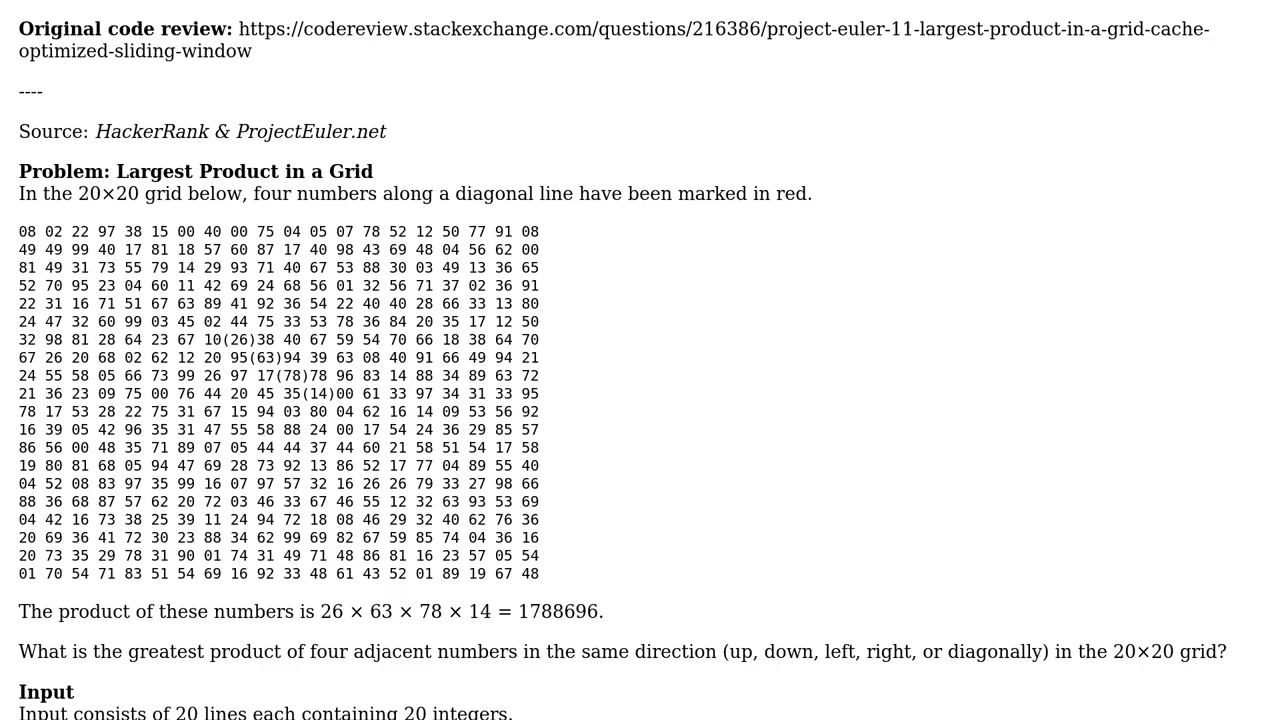 Original code review: https://codereview.stackexchange.com/questions/216386/project-euler-11-largest-product-in-a-grid-cache-
optimized-sliding-window
----
Source: HackerRank & ProjectEuler.net
Problem: Largest Product in a Grid
In the 20×20 grid below, four numbers along a diagonal line have been marked in red.
08 02 22 97 38 15 00 40 00 75 04 05 07 78 52 12 50 77 91 08
49 49 99 40 17 81 18 57 60 87 17 40 98 43 69 48 04 56 62 00
81 49 31 73 55 79 14 29 93 71 40 67 53 88 30 03 49 13 36 65
52 70 95 23 04 60 11 42 69 24 68 56 01 32 56 71 37 02 36 91
22 31 16 71 51 67 63 89 41 92 36 54 22 40 40 28 66 33 13 80
24 47 32 60 99 03 45 02 44 75 33 53 78 36 84 20 35 17 12 50
32 98 81 28 64 23 67 10(26)38 40 67 59 54 70 66 18 38 64 70
67 26 20 68 02 62 12 20 95(63)94 39 63 08 40 91 66 49 94 21
24 55 58 05 66 73 99 26 97 17(78)78 96 83 14 88 34 89 63 72
21 36 23 09 75 00 76 44 20 45 35(14)00 61 33 97 34 31 33 95
78 17 53 28 22 75 31 67 15 94 03 80 04 62 16 14 09 53 56 92
16 39 05 42 96 35 31 47 55 58 88 24 00 17 54 24 36 29 85 57
86 56 00 48 35 71 89 07 05 44 44 37 44 60 21 58 51 54 17 58
19 80 81 68 05 94 47 69 28 73 92 13 86 52 17 77 04 89 55 40
04 52 08 83 97 35 99 16 07 97 57 32 16 26 26 79 33 27 98 66
88 36 68 87 57 62 20 72 03 46 33 67 46 55 12 32 63 93 53 69
04 42 16 73 38 25 39 11 24 94 72 18 08 46 29 32 40 62 76 36
20 69 36 41 72 30 23 88 34 62 99 69 82 67 59 85 74 04 36 16
20 73 35 29 78 31 90 01 74 31 49 71 48 86 81 16 23 57 05 54
01 70 54 71 83 51 54 69 16 92 33 48 61 43 52 01 89 19 67 48
The product of these numbers is 26 × 63 × 78 × 14 = 1788696.
What is the greatest product of four adjacent numbers in the same direction (up, down, left, right, or diagonally) in the 20×20 grid?
Input
Input consists of 20 lines each containing 20 integers.